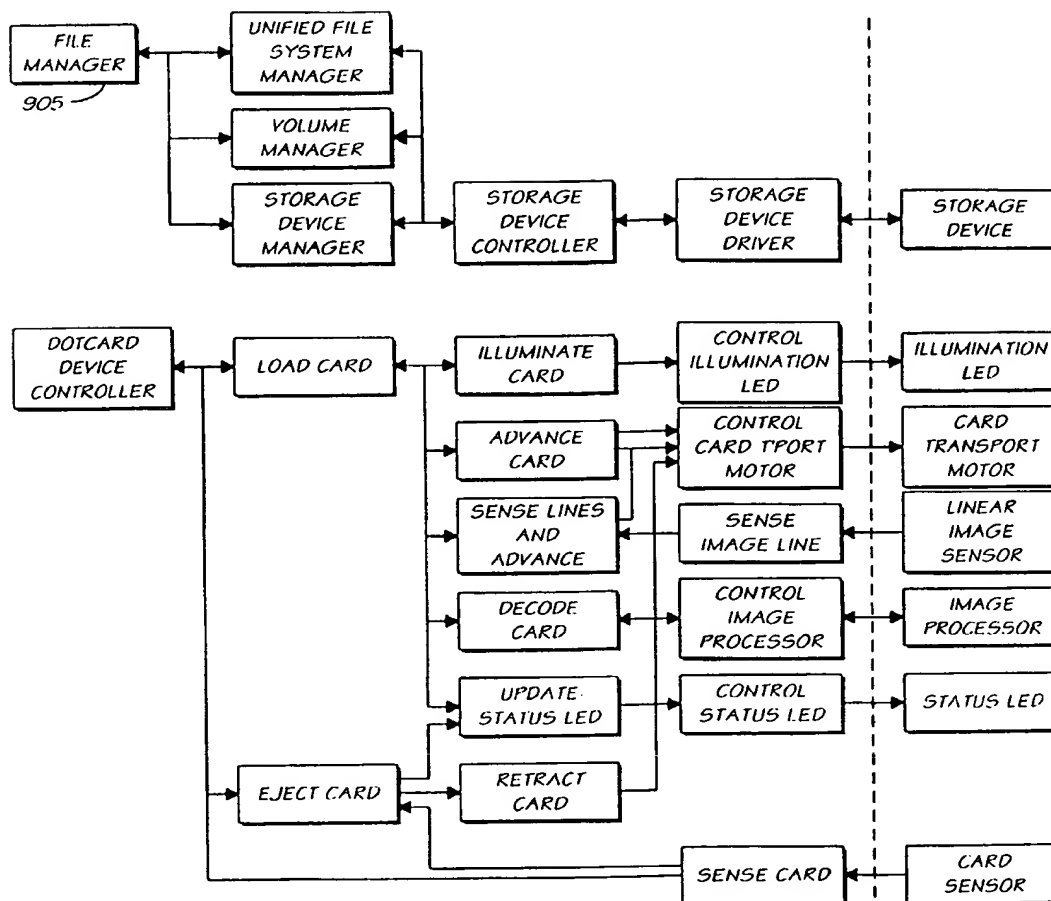 FILE
MANAGER
905
UNIFIED FILE
SYSTEM
MANAGER
VOLUME
MANAGER
STORAGE
DEVICE
MANAGER
STORAGE
DEVICE
CONTROLLER
STORAGE
DEVICE
DRIVER
STORAGE
DEVICE
DOTCARD
DEVICE
CONTROLLER
LOAD CARD
ILLUMINATE
CARD
CONTROL
ILLUMINATION
LED
ILLUMINATION
LED
ADVANCE
CARD
CONTROL
CARD T'PORT
MOTOR
CARD
TRANSPORT
MOTOR
SENSE LINES
AND
ADVANCE
SENSE
IMAGE LINE
LINEAR
IMAGE
SENSOR
DECODE
CARD
CONTROL
IMAGE
PROCESSOR
IMAGE
PROCESSOR
UPDATE
STATUS LED
CONTROL
STATUS LED
STATUS LED
EJECT CARD
RETRACT
CARD
SENSE CARD
CARD
SENSOR